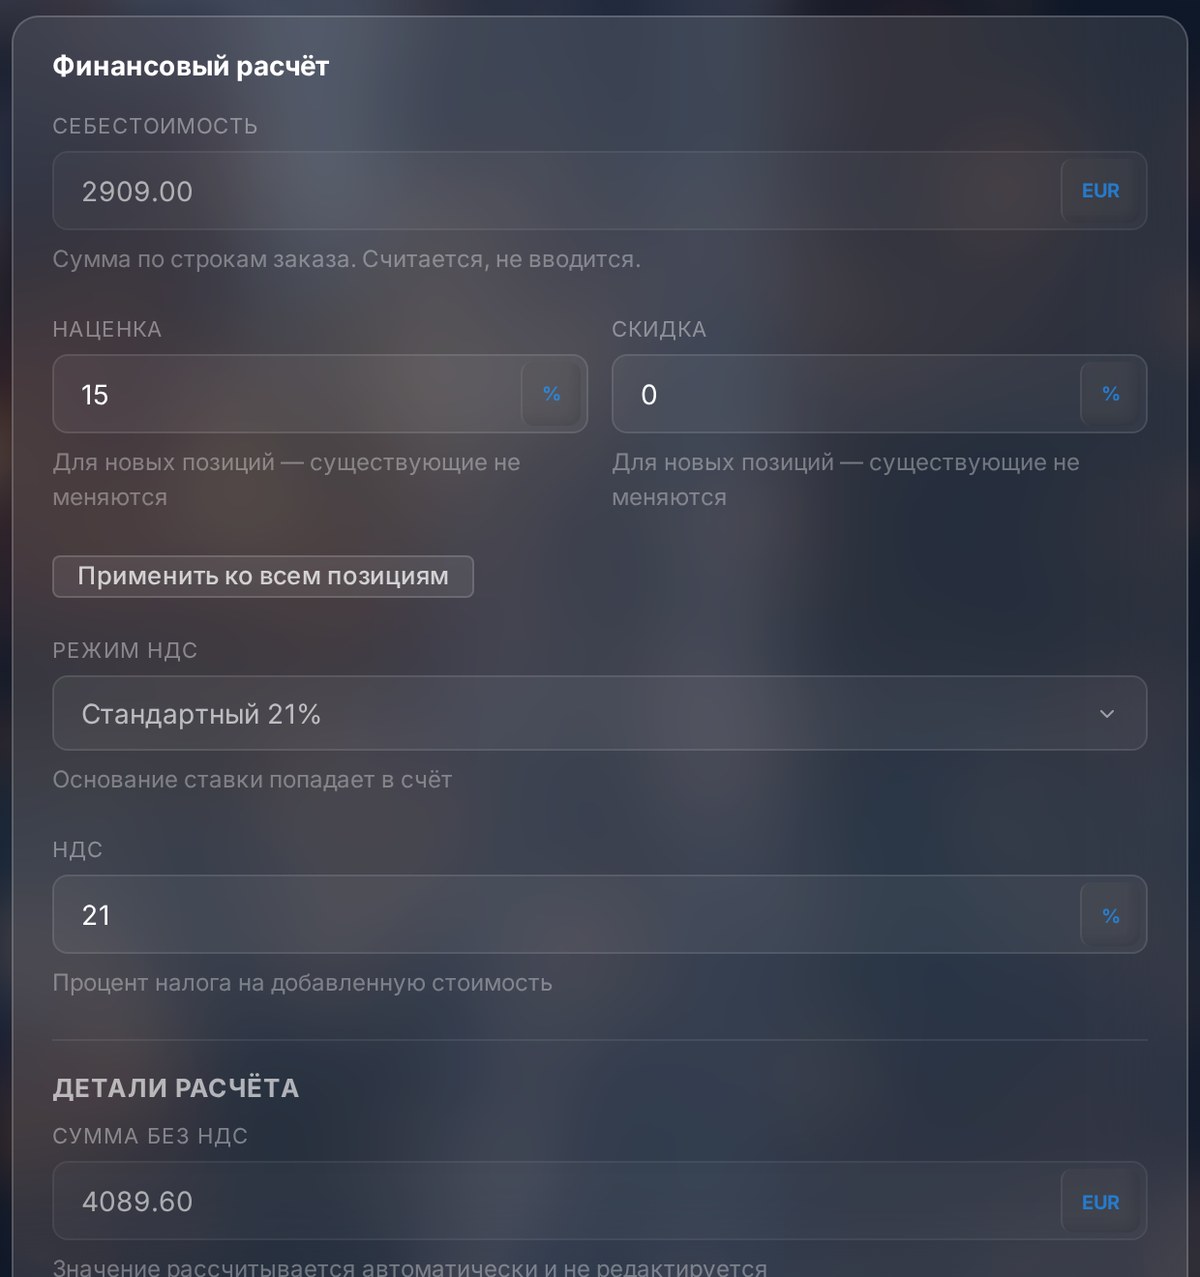 Финансовый расчёт
СЕБЕСТОИМОСТЬ
2909.00 EUR
Сумма по строкам заказа. Считается, не вводится.
НАЦЕНКА СКИДКА
15 % 0 %
Для новых позиций — существующие не Для новых позиций — существующие не
меняются меняются
Применить ко всем позициям
РЕЖИМ НДС
Стандартный 21%
Основание ставки попадает в счёт
НДС
21 %
Процент налога на добавленную стоимость
ДЕТАЛИ РАСЧЁТА
СУММА БЕЗ НДС
4089.60 EUR
Значение рассчитывается автоматически и не редактируется